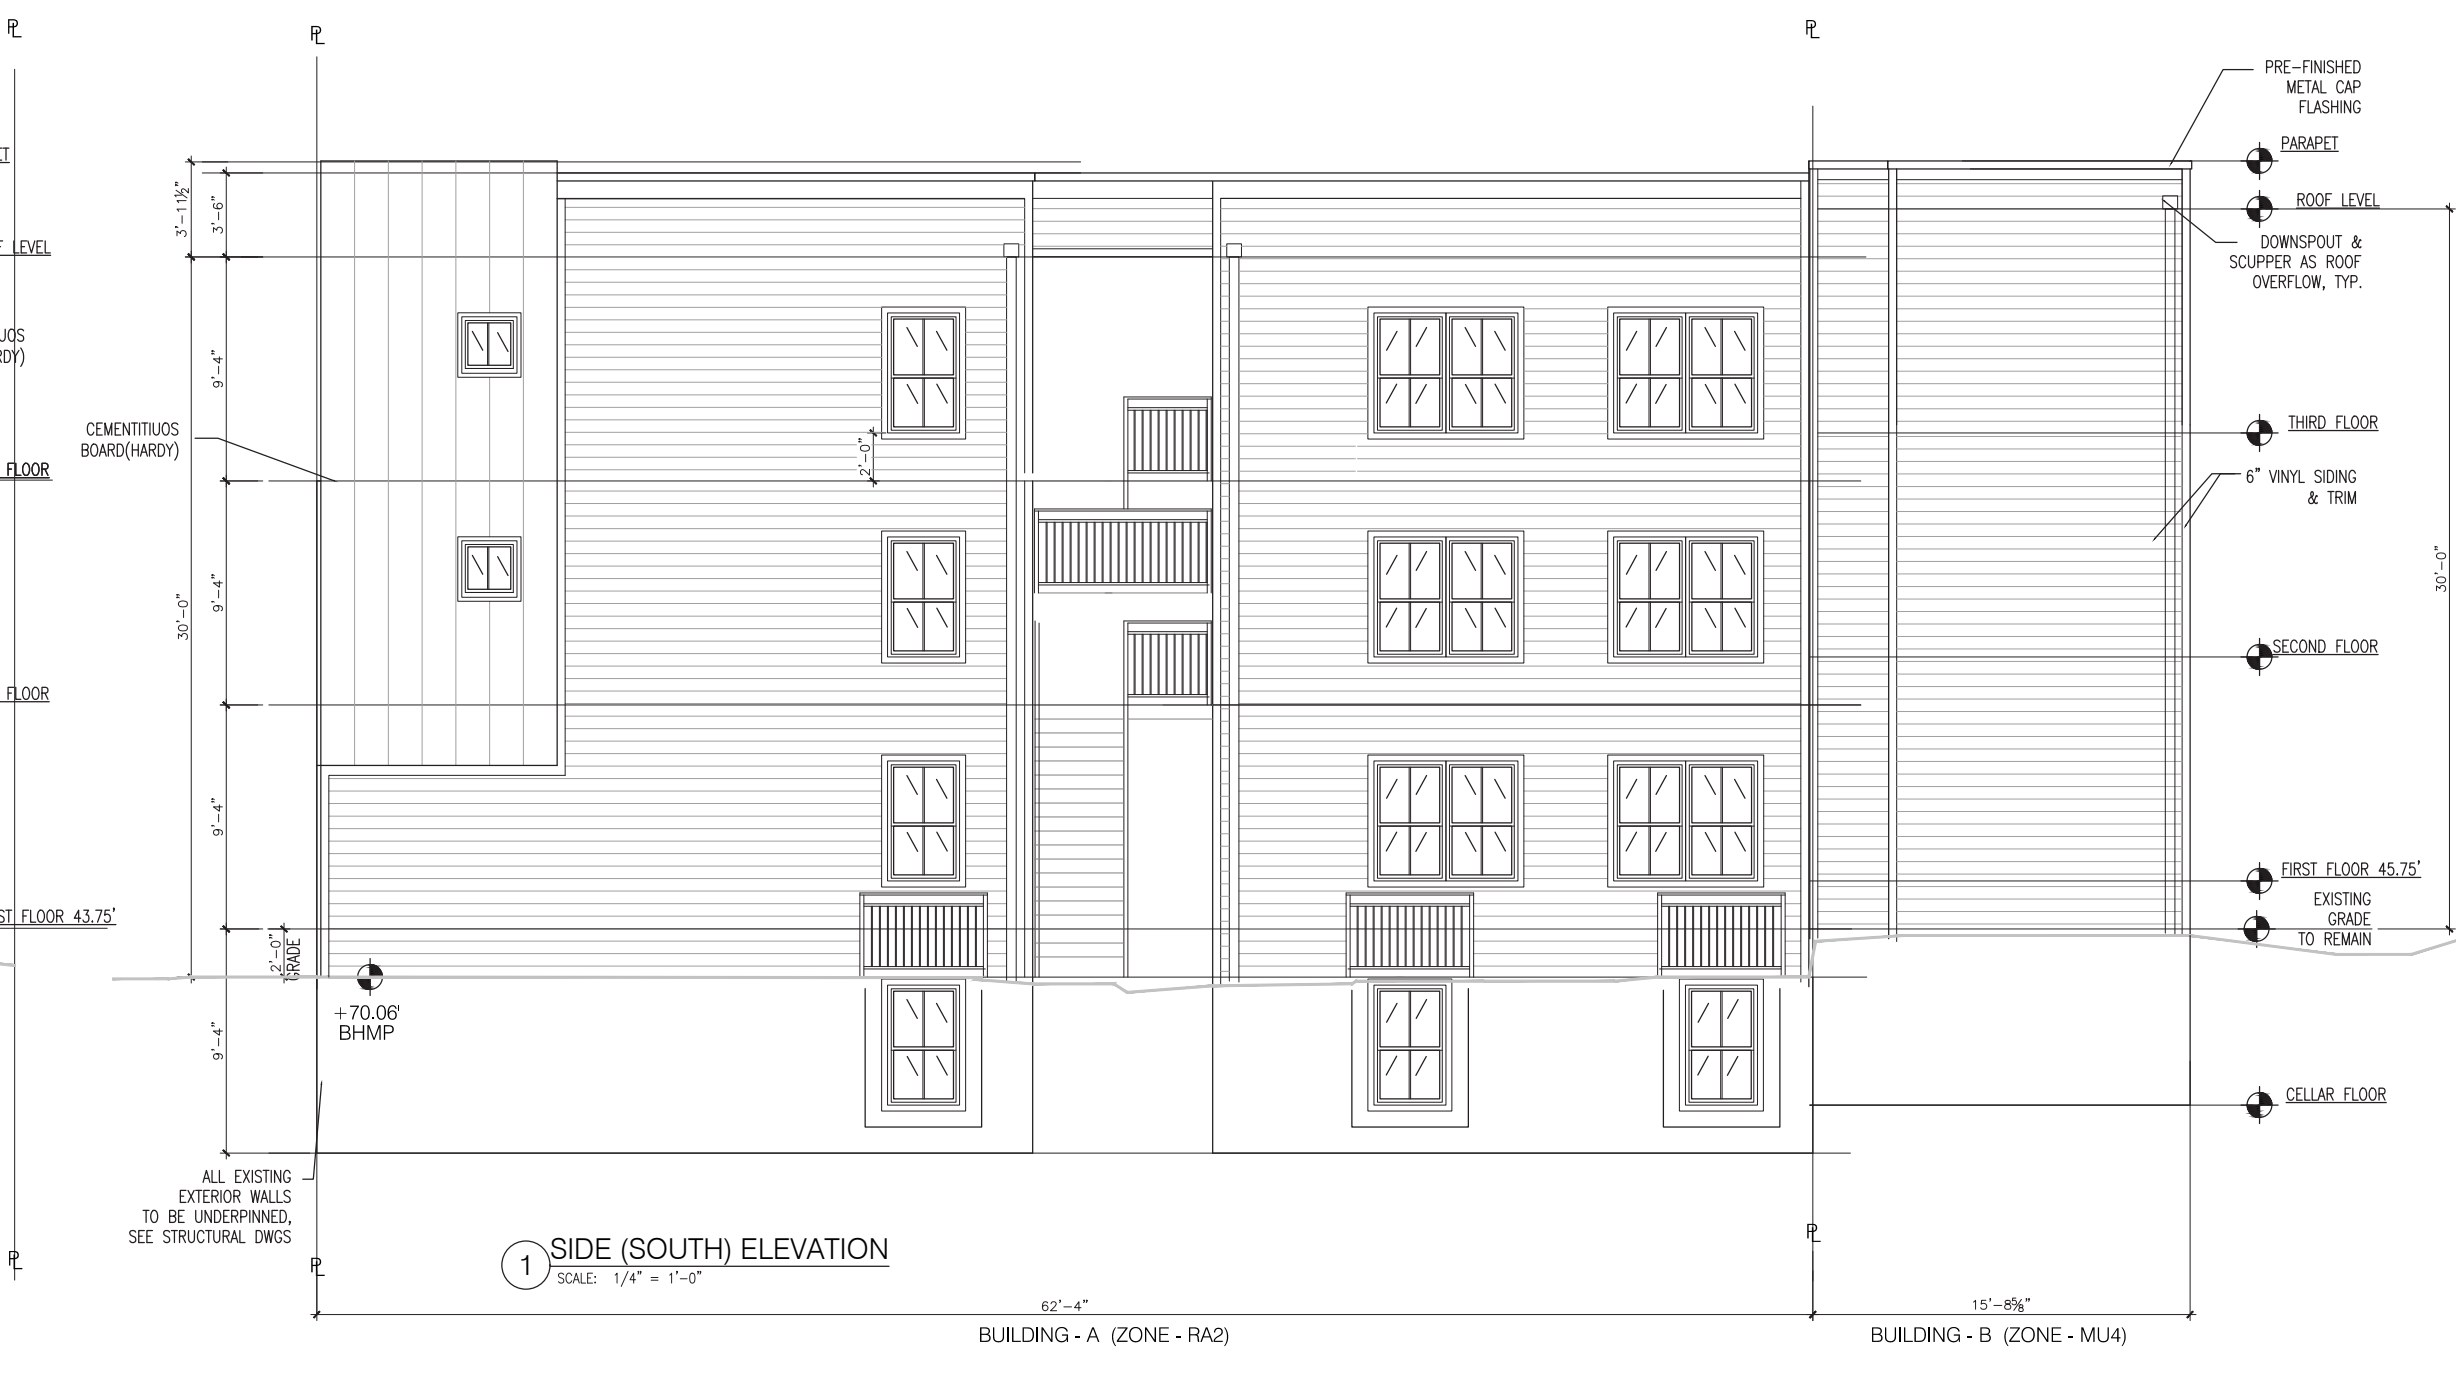 PL
PL
PL
PRE-FINISHED
METAL CAP
FLASHING
PARAPET
ROOF LEVEL
DOWNSPOUT &
SCUPPER AS ROOF
OVERFLOW, TYP.
THIRD FLOOR
6" VINYL SIDING
& TRIM
SECOND FLOOR
FIRST FLOOR 45.75'
EXISTING
GRADE
TO REMAIN
CELLAR FLOOR
30'-0"
LEVEL
FLOOR
FLOOR
ST FLOOR 43.75'
3'-11½"
3'-6"
9'-4"
9'-4"
9'-4"
9'-4"
30'-0"
2'-0"
GRADE
2'-0"
CEMENTITIUOS
BOARD(HARDY)
+70.06'
BHMP
ALL EXISTING
EXTERIOR WALLS
TO BE UNDERPINNED,
SEE STRUCTURAL DWGS
PL
PL
PL
1
SIDE (SOUTH) ELEVATION
SCALE: 1/4" = 1'-0"
62'-4"
15'-8⅝"
BUILDING - A (ZONE - RA2)
BUILDING - B (ZONE - MU4)